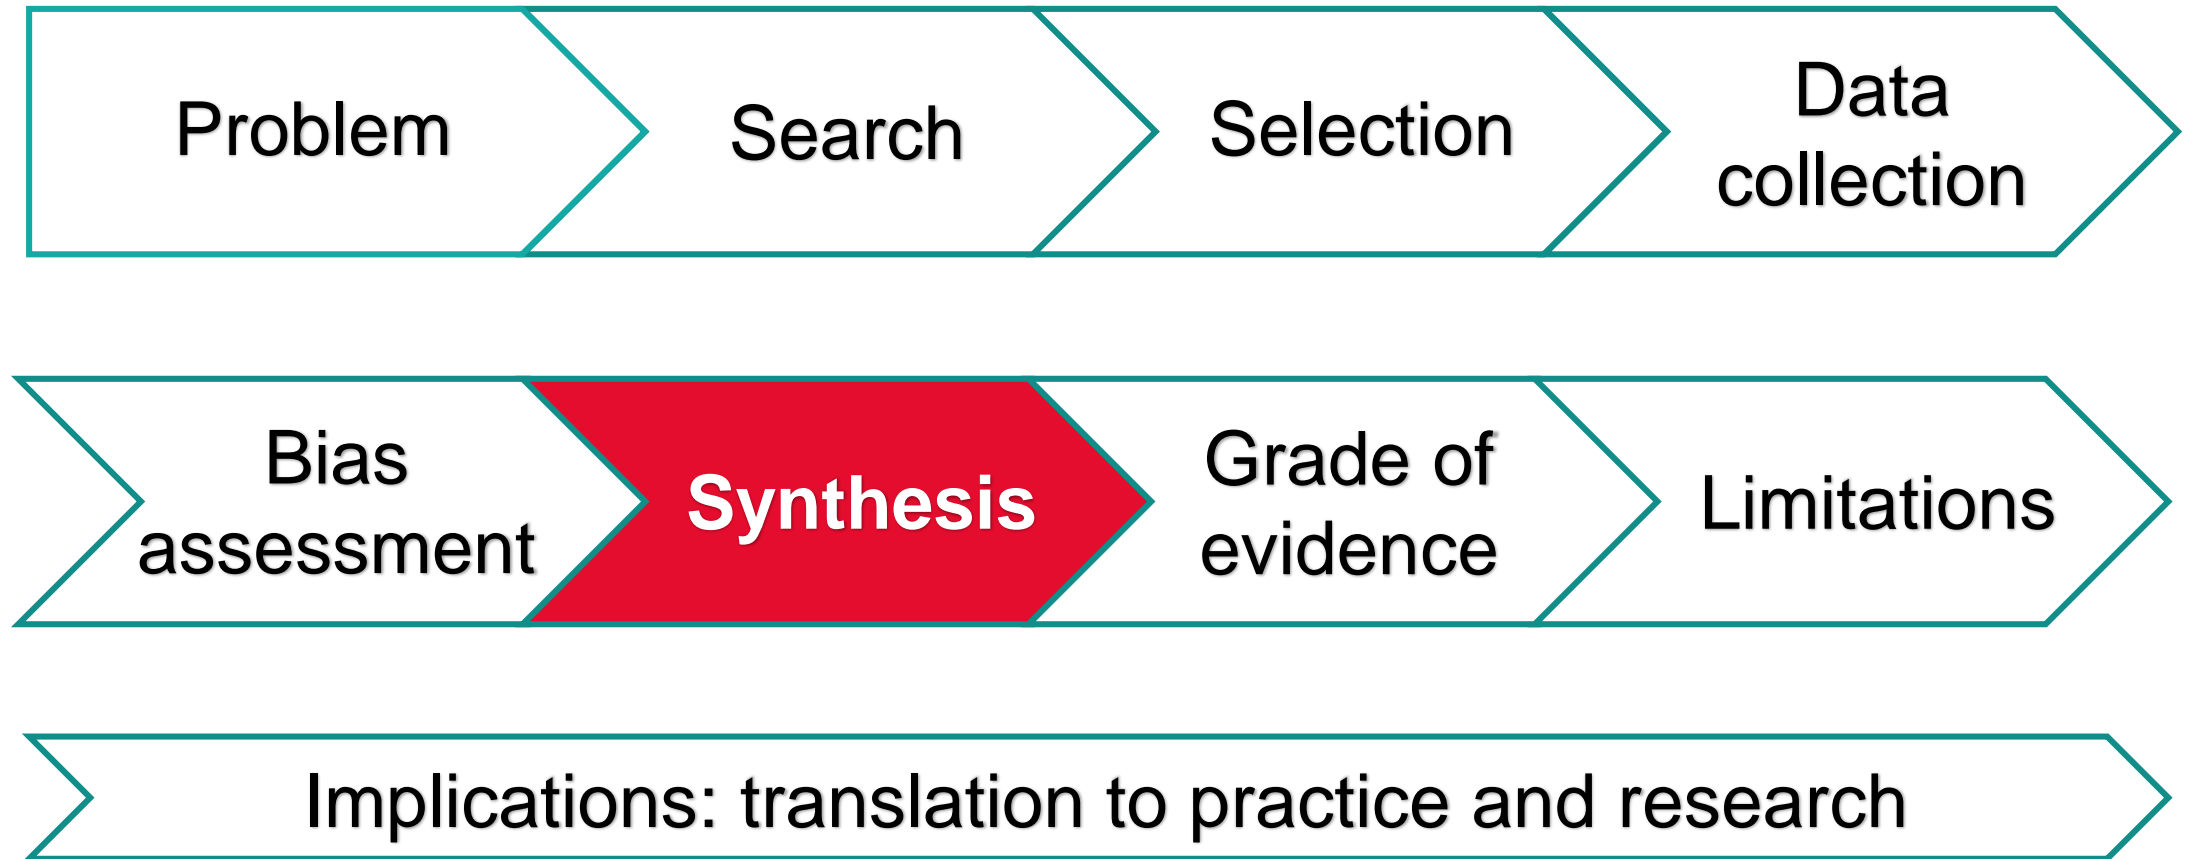 Problem
Search
Selection
Data
collection
Bias
assessment
Synthesis
Grade of
evidence
Limitations
Implications: translation to practice and research